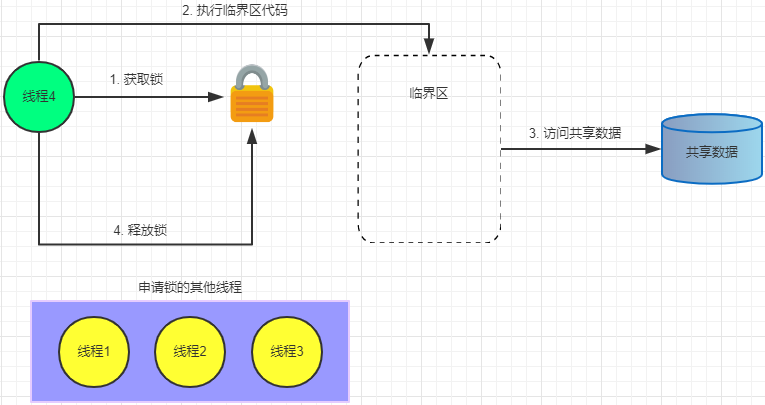 2. 执行临界区代码
线程4
1. 获取锁
临界区
3. 访问共享数据
共享数据
4. 释放锁
申请锁的其他线程
线程1
线程2
线程3